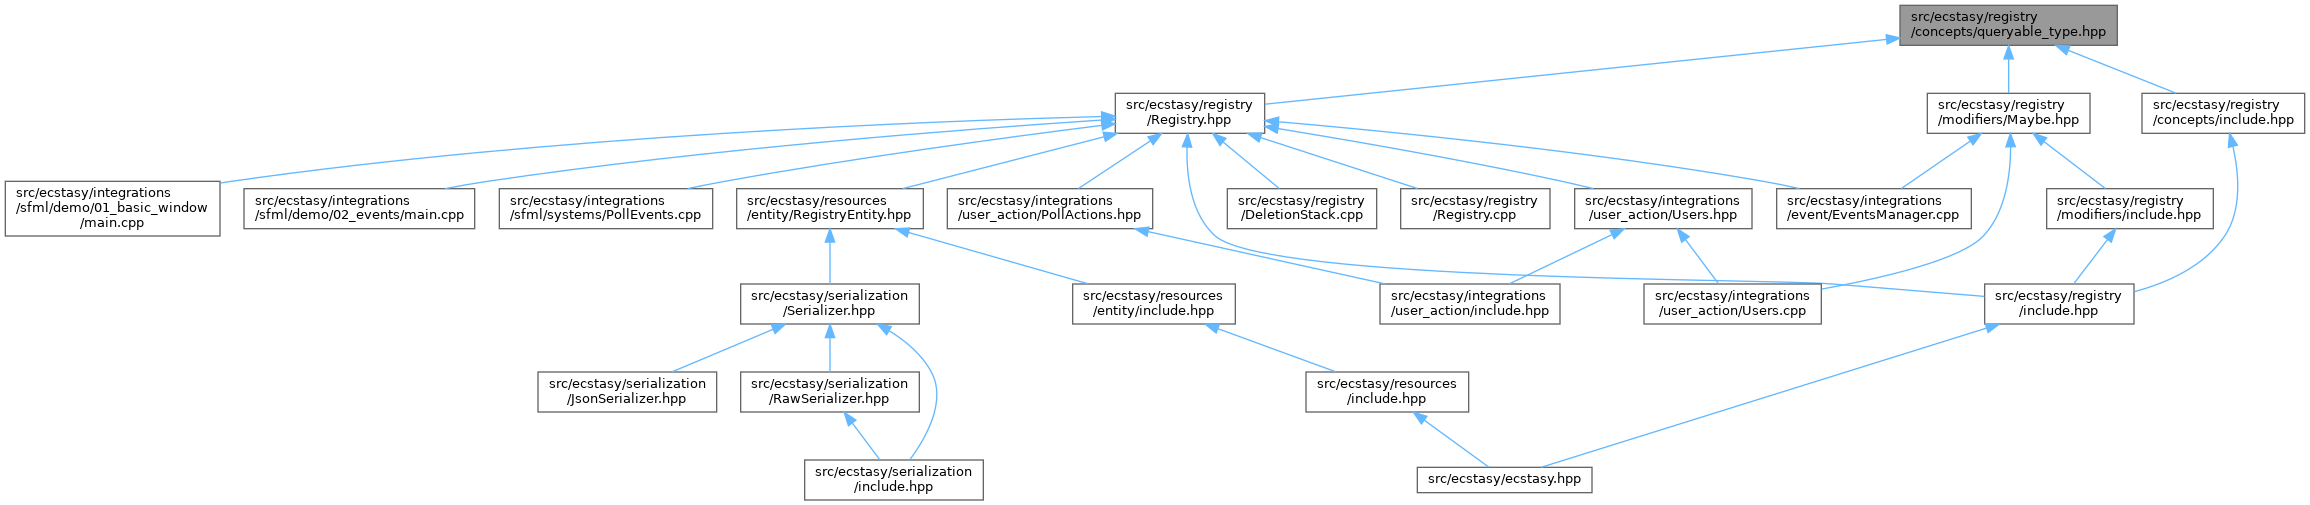 src/ecstasy/registry
/concepts/queryable_type.hpp
src/ecstasy/registry
/Registry.hpp
src/ecstasy/registry
/modifiers/Maybe.hpp
src/ecstasy/registry
/concepts/include.hpp
src/ecstasy/integrations
/sfml/demo/01_basic_window
/main.cpp
src/ecstasy/integrations
/sfml/demo/02_events/main.cpp
src/ecstasy/integrations
/sfml/systems/PollEvents.cpp
src/ecstasy/resources
/entity/RegistryEntity.hpp
src/ecstasy/integrations
/user_action/PollActions.hpp
src/ecstasy/registry
/DeletionStack.cpp
src/ecstasy/registry
/Registry.cpp
src/ecstasy/integrations
/user_action/Users.hpp
src/ecstasy/integrations
/event/EventsManager.cpp
src/ecstasy/registry
/modifiers/include.hpp
src/ecstasy/serialization
/Serializer.hpp
src/ecstasy/resources
/entity/include.hpp
src/ecstasy/integrations
/user_action/include.hpp
src/ecstasy/integrations
/user_action/Users.cpp
src/ecstasy/registry
/include.hpp
src/ecstasy/serialization
/JsonSerializer.hpp
src/ecstasy/serialization
/RawSerializer.hpp
src/ecstasy/resources
/include.hpp
src/ecstasy/serialization
/include.hpp
src/ecstasy/ecstasy.hpp